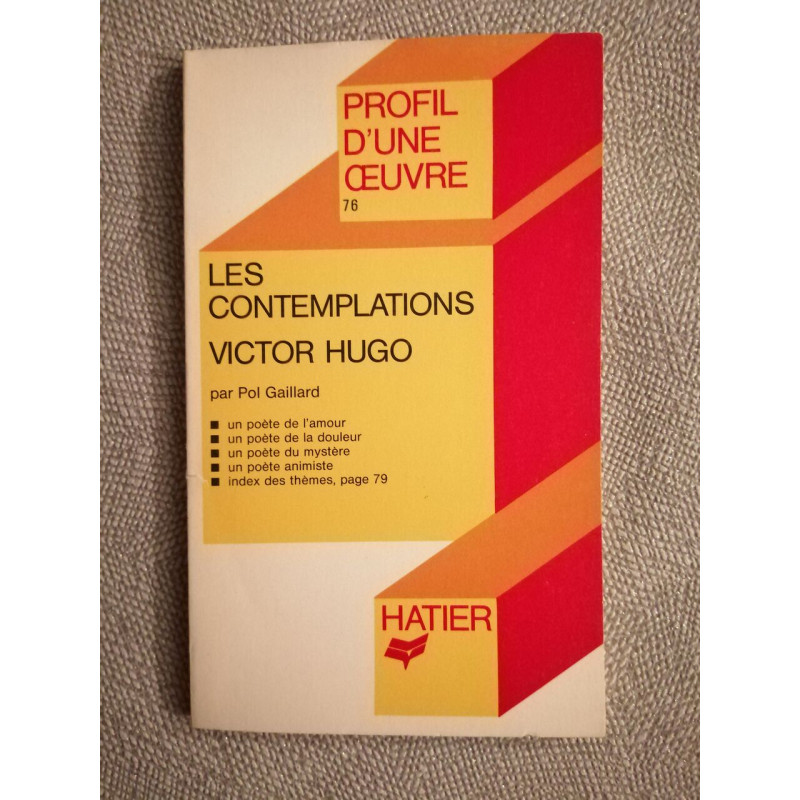 PROFIL
D'UNE
ŒUVRE
76
LES
CONTEMPLATIONS
VICTOR HUGO
par Pol Gaillard
■ un poète de l'amour
■ un poète de la douleur
■ un poète du mystère
■ un poète animiste
■ index des thèmes, page 79
HATIER